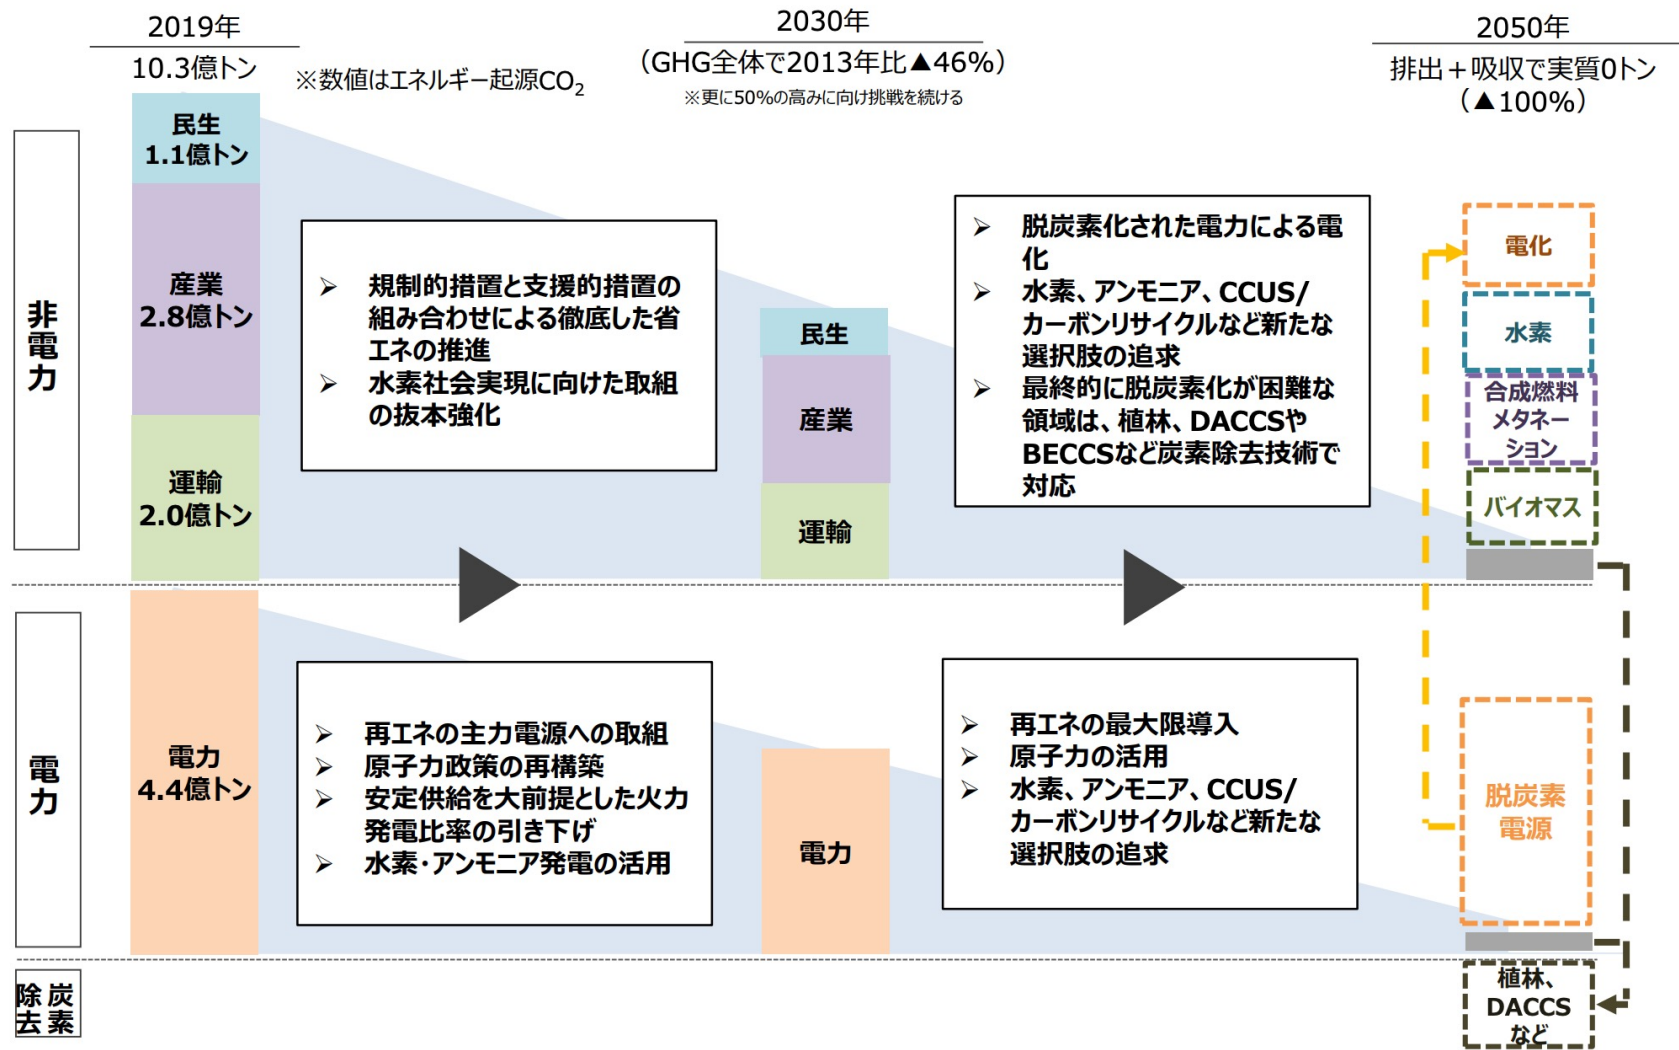 2019年
10.3億トン
※数値はエネルギー起源CO2
2030年
(GHG全体で2013年比▲46%)
※更に50%の高みに向け挑戦を続ける
2050年
排出＋吸収で実質0トン
(▲100%)
非電力
民生
1.1億トン
産業
2.8億トン
運輸
2.0億トン
➢ 規制的措置と支援的措置の
組み合わせによる徹底した省
エネの推進
➢ 水素社会実現に向けた取組
の抜本強化
民生
産業
運輸
➢ 脱炭素化された電力による電
化
➢ 水素、アンモニア、CCUS/
カーボンリサイクルなど新たな
選択肢の追求
➢ 最終的に脱炭素化が困難な
領域は、植林、DACCSや
BECCSなど炭素除去技術で
対応
電化
水素
合成燃料
メタネー
ション
バイオマス
電力
電力
4.4億トン
➢ 再エネの主力電源への取組
➢ 原子力政策の再構築
➢ 安定供給を大前提とした火力
発電比率の引き下げ
➢ 水素・アンモニア発電の活用
電力
➢ 再エネの最大限導入
➢ 原子力の活用
➢ 水素、アンモニア、CCUS/
カーボンリサイクルなど新たな
選択肢の追求
脱炭素
電源
炭素
除去
植林、
DACCS
など